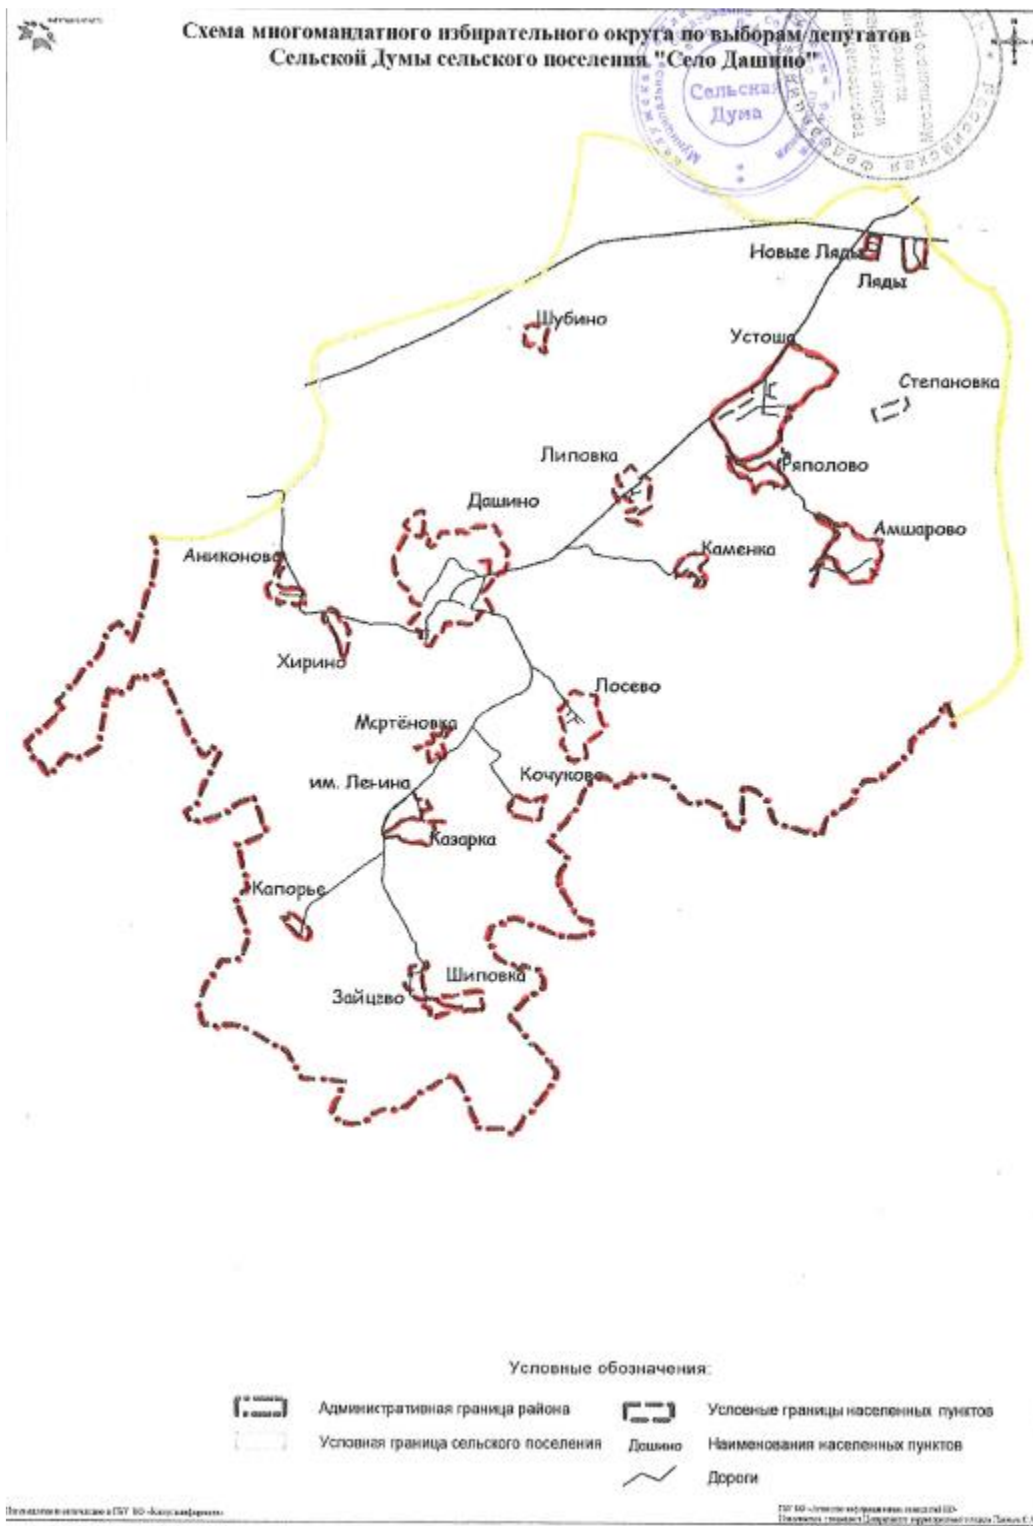 Схема многомандатного избирательного округа по выборам депутатов
Сельской Думы сельского поселения "Село Дашино"
Сельская
Дума
Новые Ляды
Ляды
Шубино
Устоша
Степановка
Липовка
Ряполово
Дашино
Амшарово
Аниконово
Каменка
Хирино
Лосево
Мартёновка
Кочуково
им. Ленина
Казарка
Капорье
Шиповка
Зайцево
Условные обозначения:
Административная граница района
Условные границы населенных пунктов
Условная граница сельского поселения
Дашино
Наименования населенных пунктов
Дороги